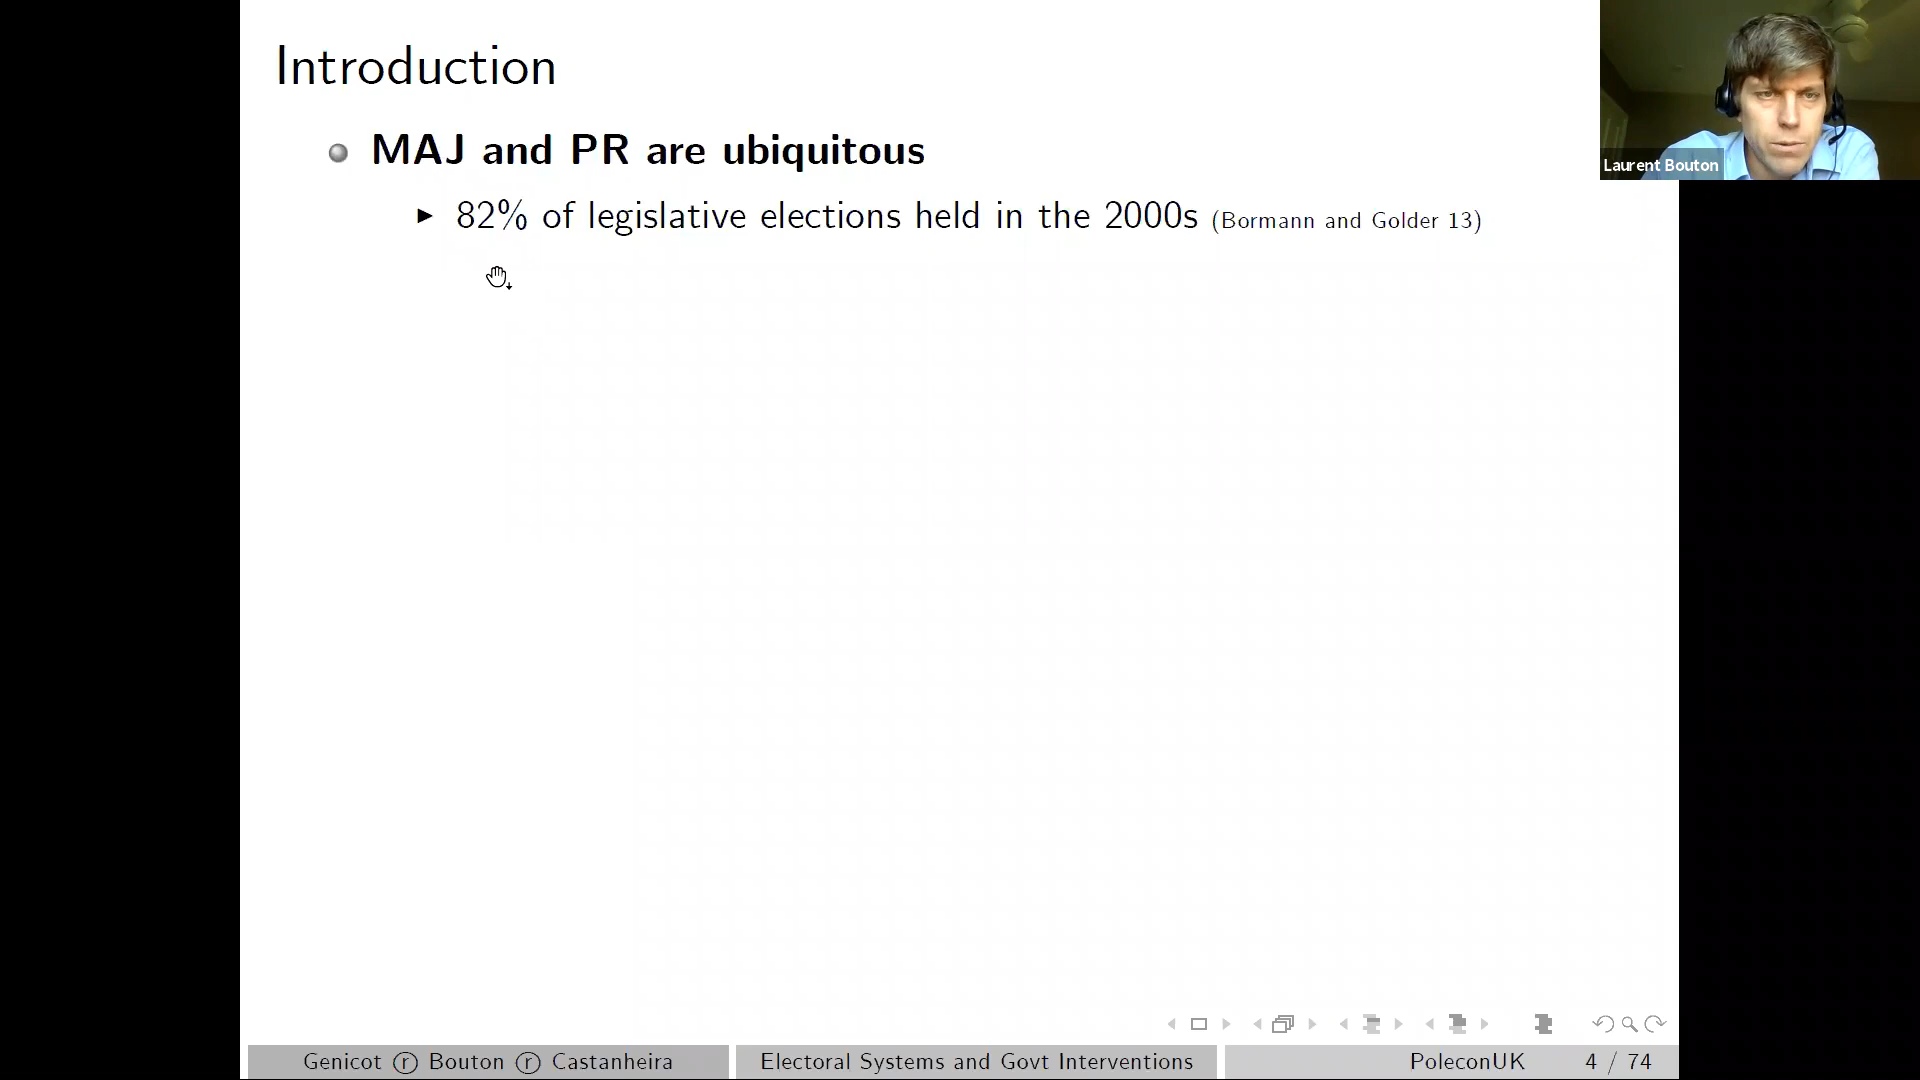 Introduction
MAJ and PR are ubiquitous
82% of legislative elections held in the 2000s (Bormann and Golder 13)
Laurent Bouton
Genicot ⓡ Bouton ⓡ Castanheira
Electoral Systems and Govt Interventions
PoleconUK 4 / 74